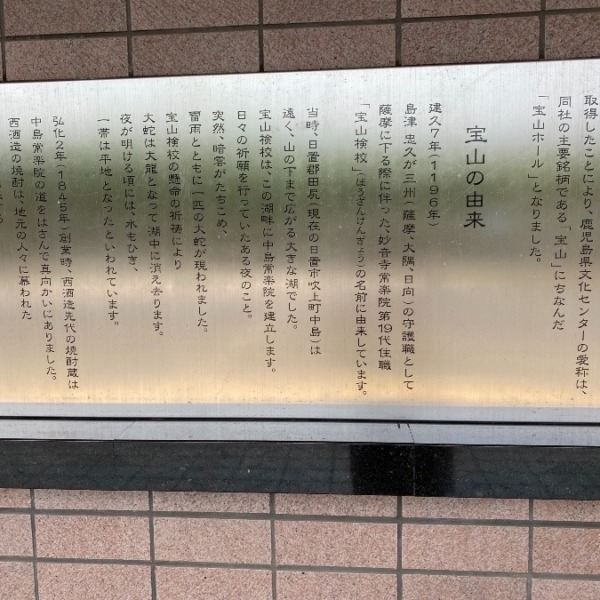 取得したことにより、鹿児島県文化センターの愛称は、
同社の主要銘柄である「宝山」にちなんだ
「宝山ホール」となりました。
宝山の由来
建久7年(1196年)
島津 忠久が三州(薩摩、大隅、日向)の守護職として
薩摩に下る際に伴った、妙音寺常楽院第19代住職
「宝山検校」(ほうざんけんぎょう)の名前に由来しています。
当時、日置郡田尻(現在の日置市吹上町中島)は
遠く、山の下まで広がる大きな湖でした。
宝山検校は、この湖畔に中島常楽院を建立します。
日々の祈願を行っていたある夜のこと。
突然、暗雲がたちこめ、
雷雨とともに一匹の大蛇が現われました。
宝山検校の懸命の祈祷により
大蛇は大龍となって湖中に消え去ります。
夜が明ける頃には、水もひき、
一帯は平地となったといわれています。
弘化2年(1845年)創業時、西酒造先代の焼酎蔵は
中島常楽院の道をはさんで真向かいにありました。
西酒造の焼酎は、地元の人々に慕われた